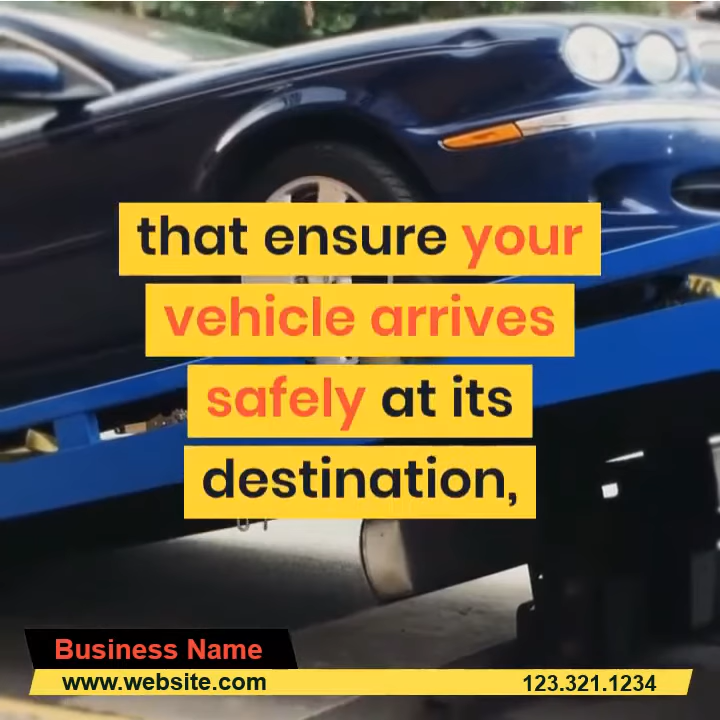 that ensure your
vehicle arrives
safely at its
destination,
Business Name
www.website.com
123.321.1234